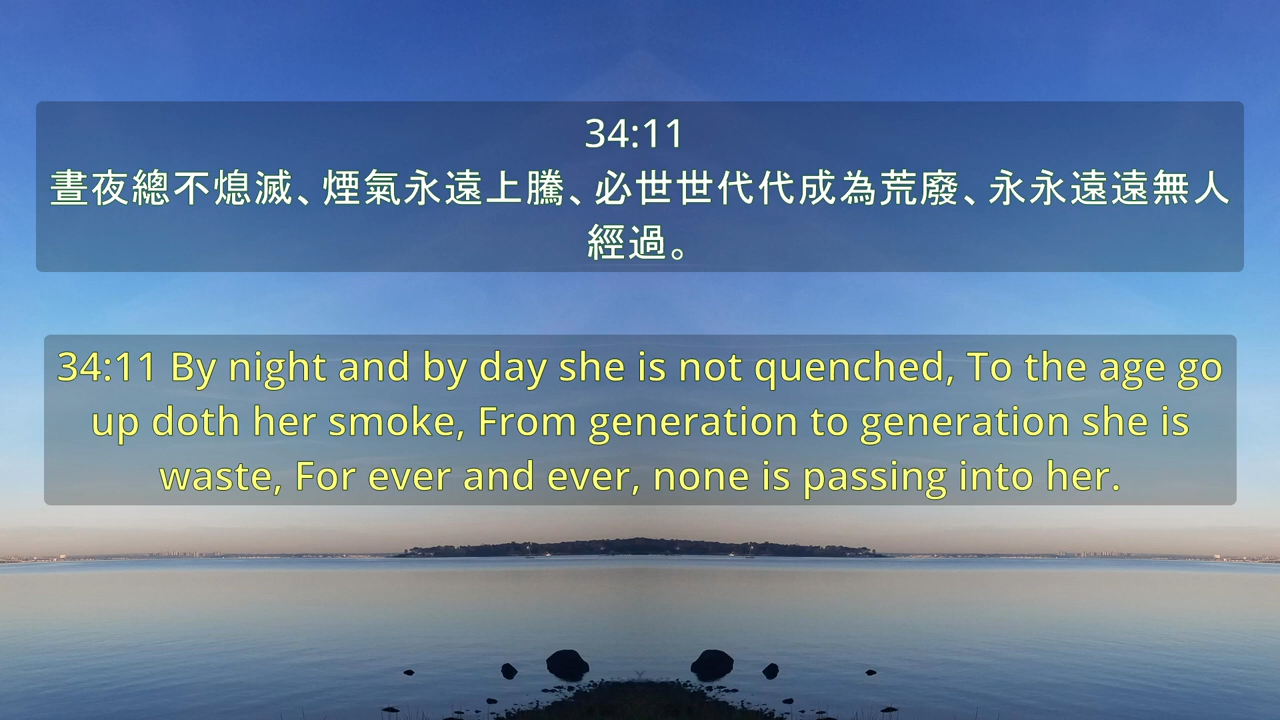 34:11
晝夜總不熄滅、煙氣永遠上騰、必世世代代成為荒廢、永永遠遠無人
經過。
34:11 By night and by day she is not quenched, To the age go
up doth her smoke, From generation to generation she is
waste, For ever and ever, none is passing into her.